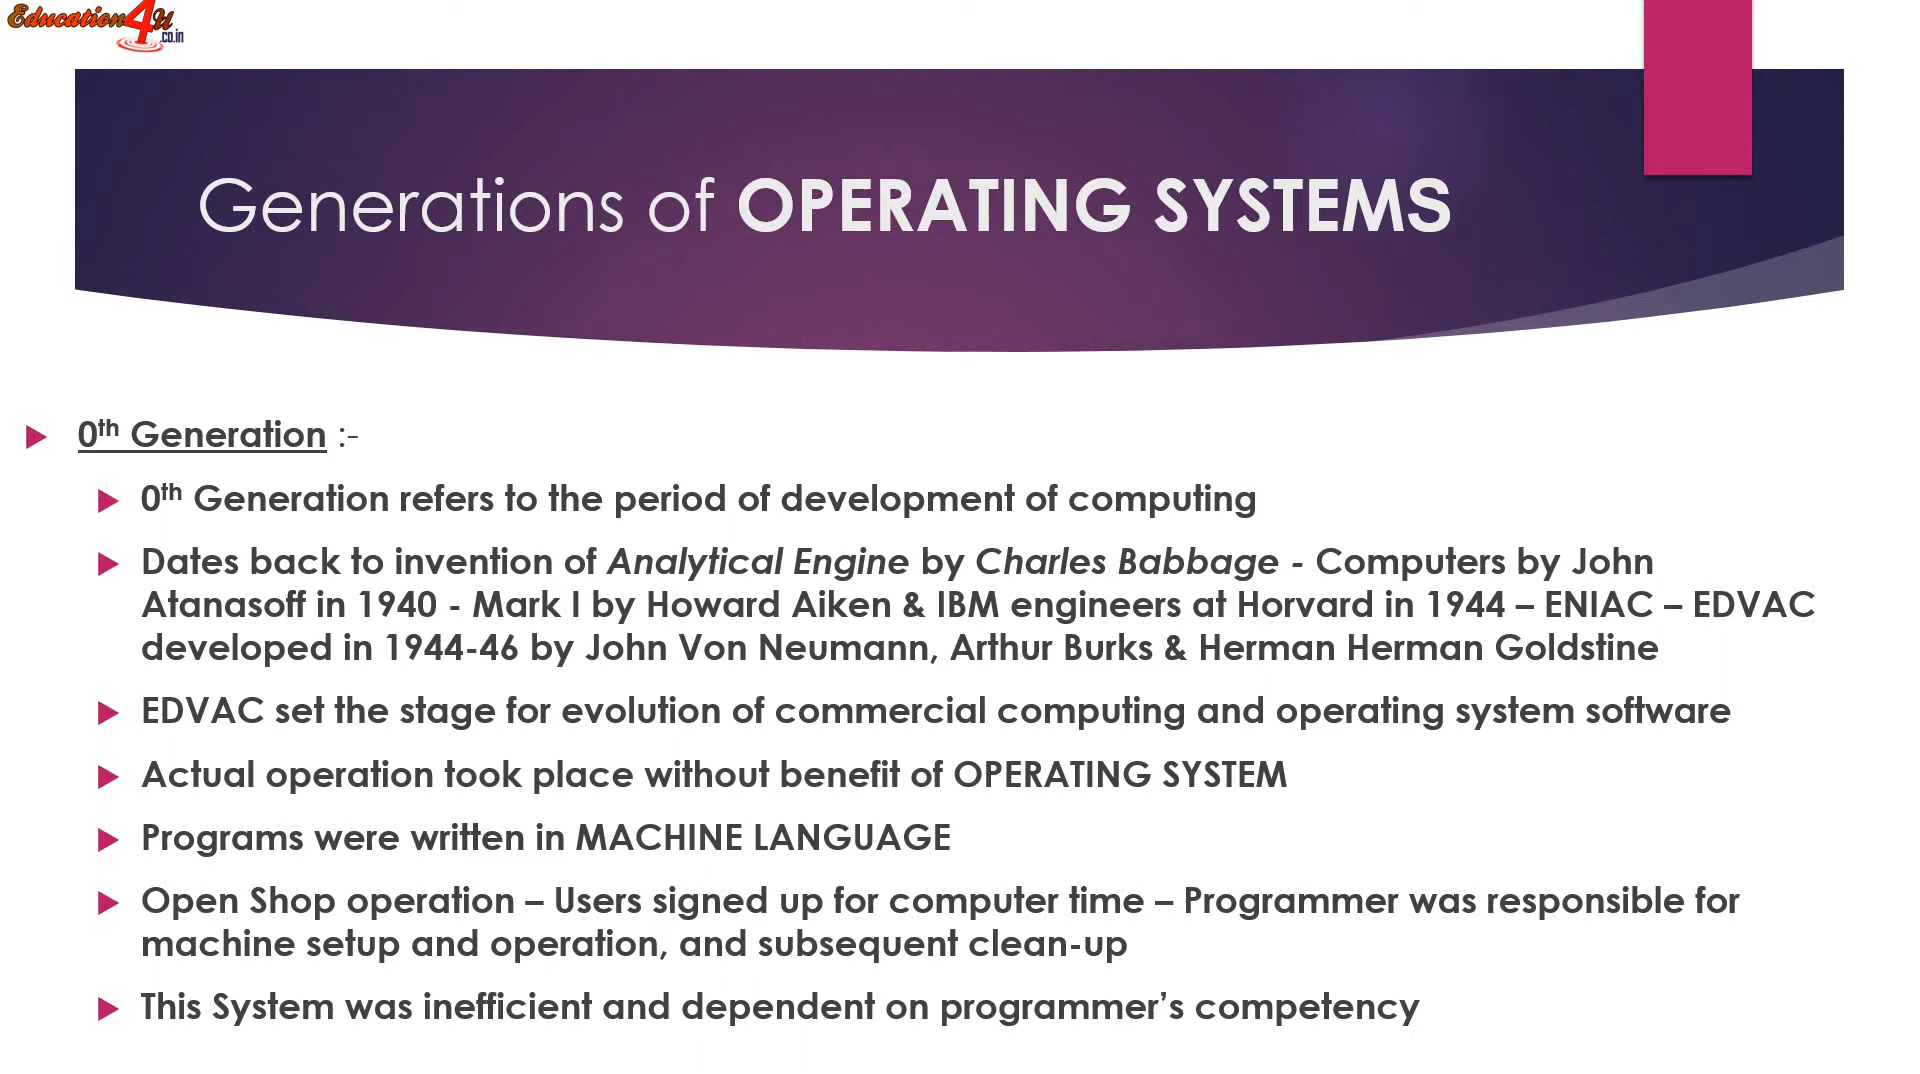 Education4u
.co.in
Generations of OPERATING SYSTEMS
0th Generation :-
0th Generation refers to the period of development of computing
Dates back to invention of Analytical Engine by Charles Babbage - Computers by John
Atanasoff in 1940 - Mark I by Howard Aiken & IBM engineers at Horvard in 1944 – ENIAC – EDVAC
developed in 1944-46 by John Von Neumann, Arthur Burks & Herman Herman Goldstine
EDVAC set the stage for evolution of commercial computing and operating system software
Actual operation took place without benefit of OPERATING SYSTEM
Programs were written in MACHINE LANGUAGE
Open Shop operation – Users signed up for computer time – Programmer was responsible for
machine setup and operation, and subsequent clean-up
This System was inefficient and dependent on programmer’s competency